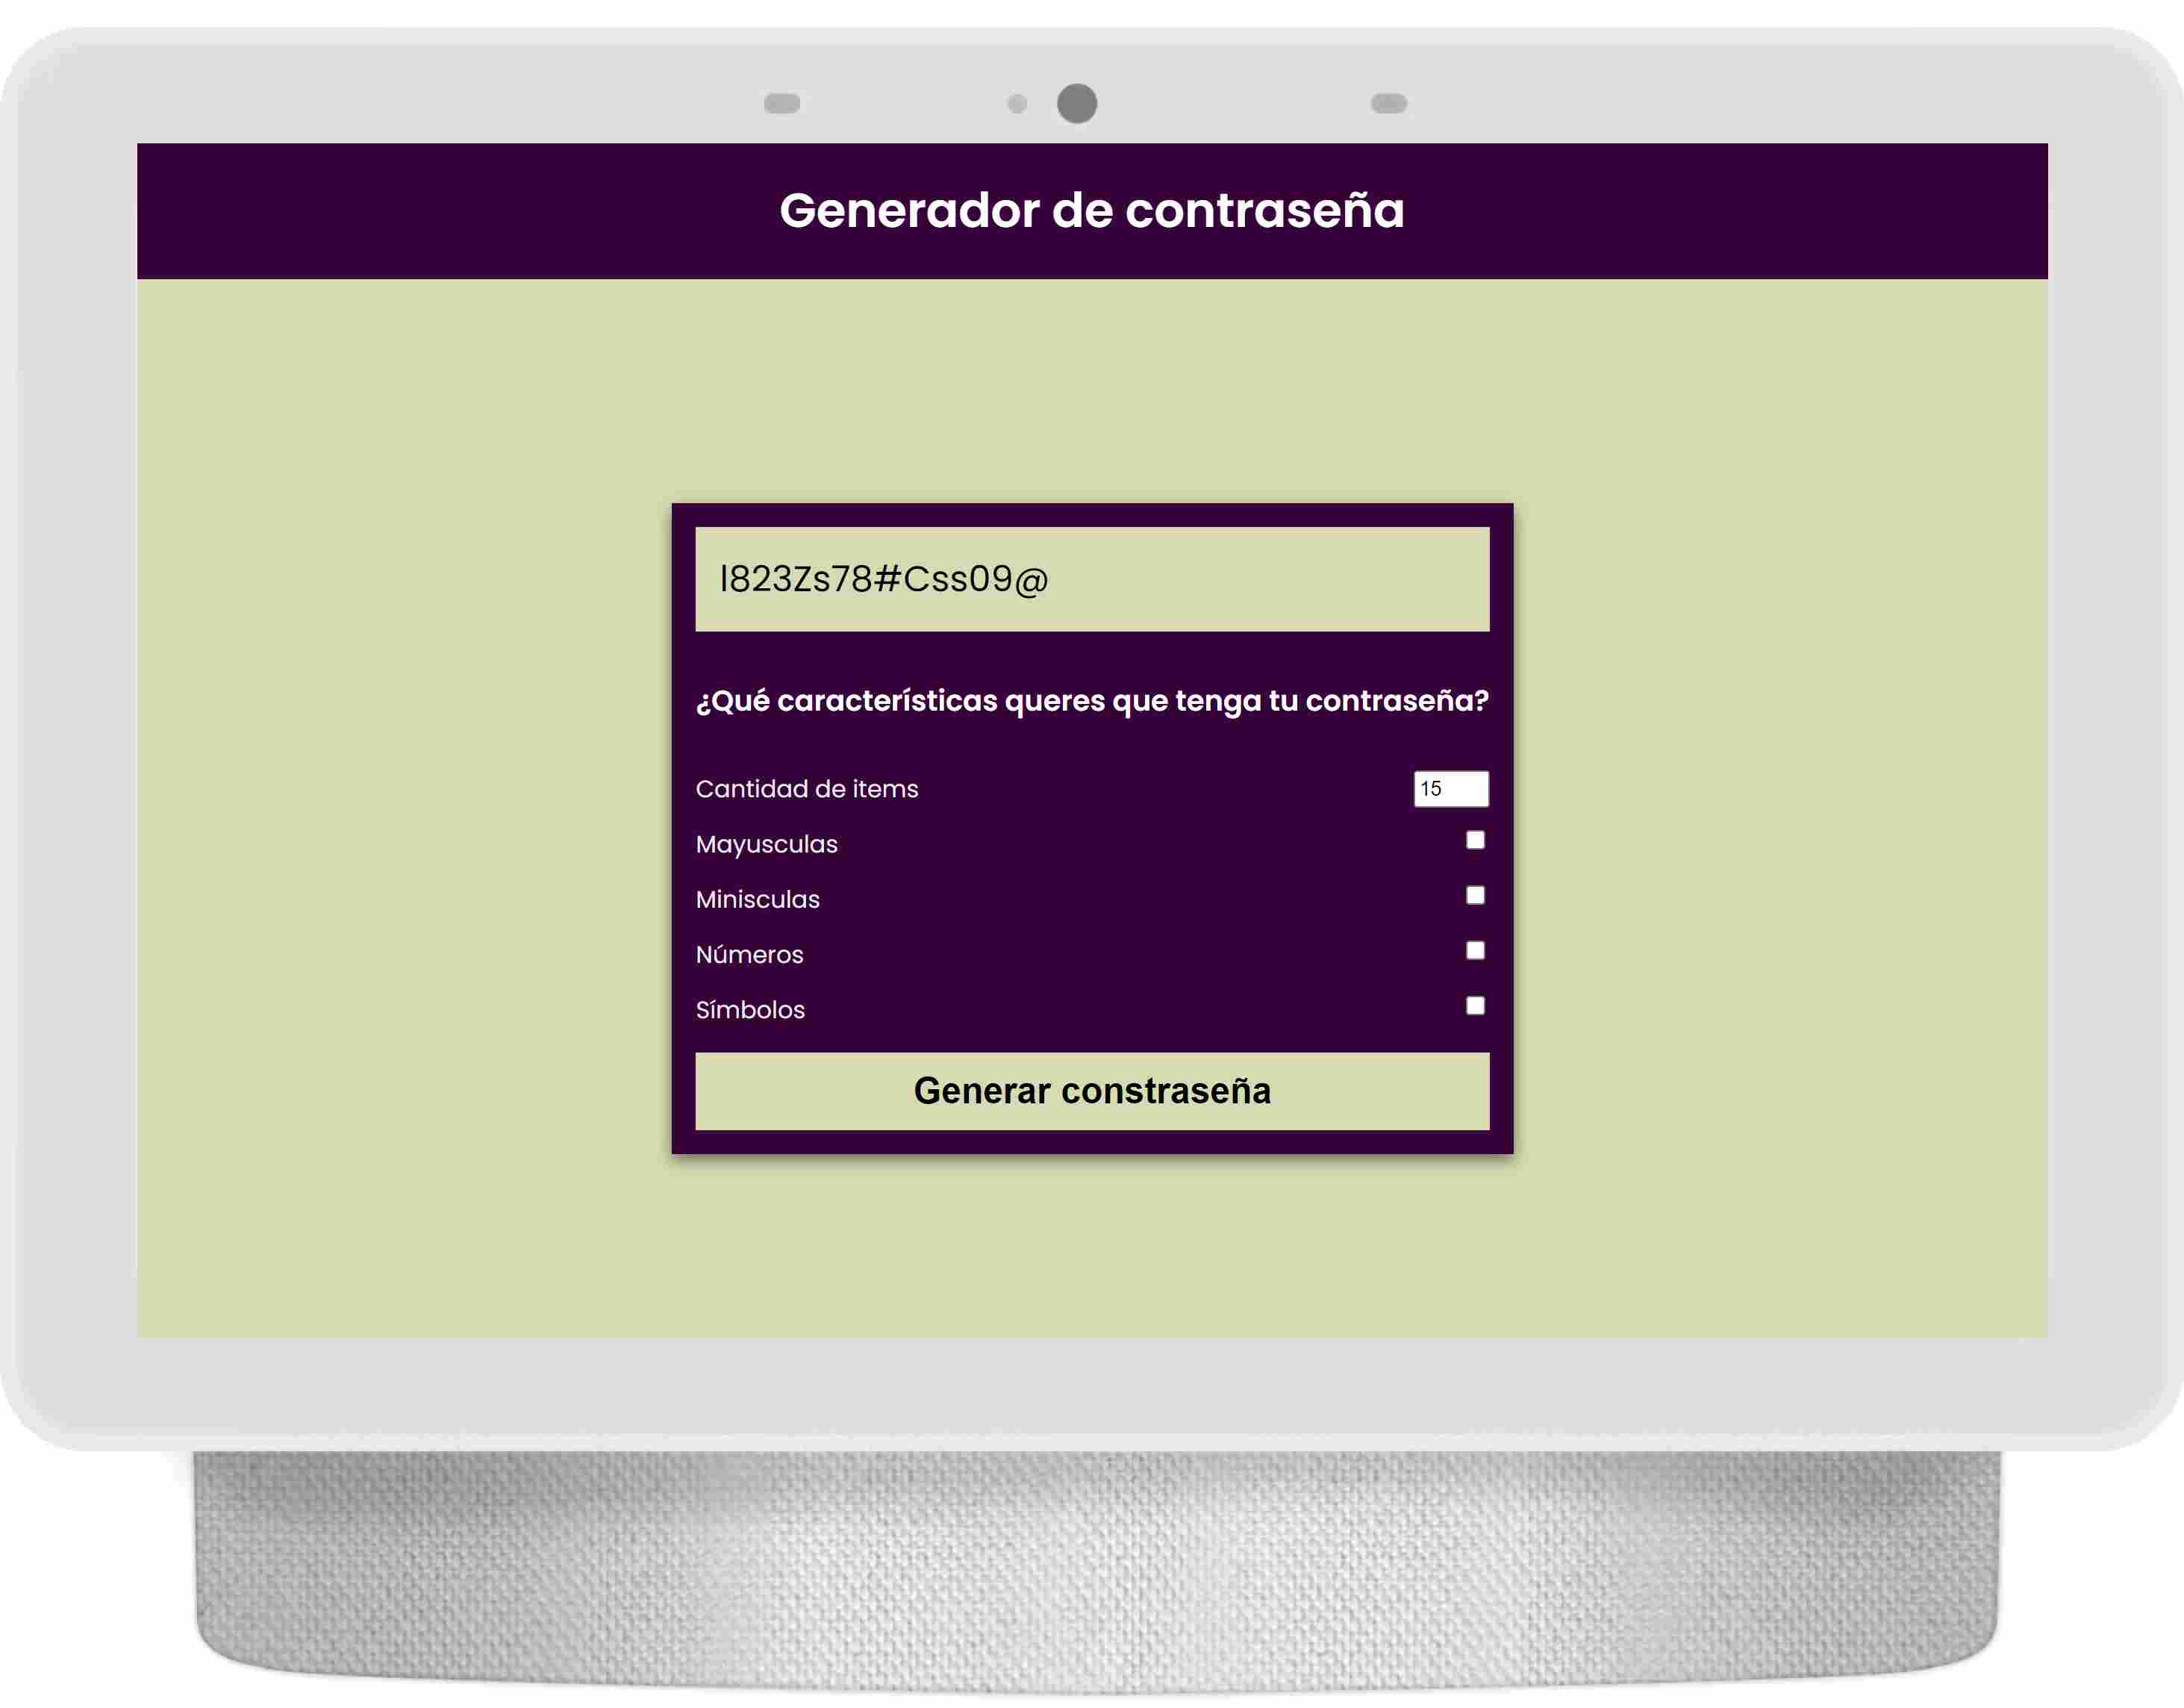 Generador de contraseña
l823Zs78#Css09@
¿Qué características queres que tenga tu contraseña?
Cantidad de items 15
Mayusculas
Minisculas
Números
Símbolos
Generar constraseña